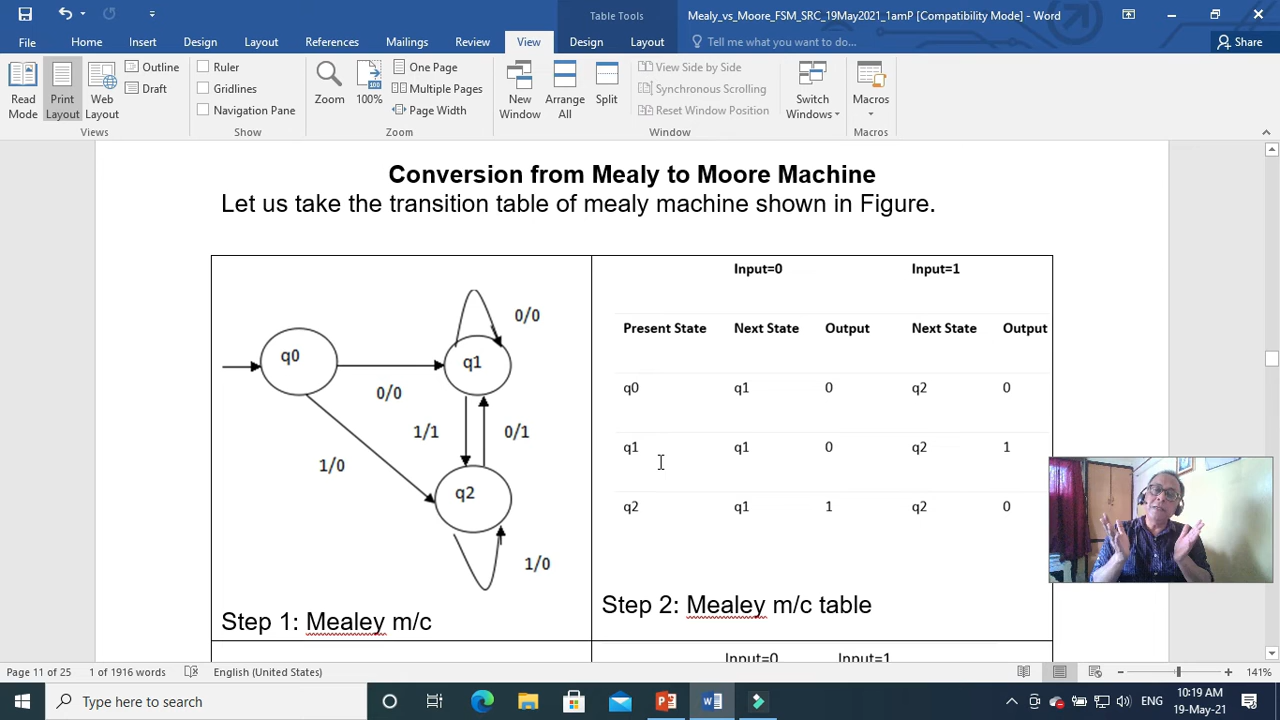 Table Tools
Mealy_vs_Moore_FSM_SRC_19May2021_1amP [Compatibility Mode] - Word
File Home Insert Design Layout References Mailings Review View Design Layout Tell me what you want to do... Share
Read Mode
Print Layout
Web Layout
Outline
Draft
Views
Ruler
Gridlines
Navigation Pane
Show
Zoom
100%
One Page
Multiple Pages
Page Width
Zoom
New Window
Arrange All
Split
View Side by Side
Synchronous Scrolling
Reset Window Position
Window
Switch Windows
Macros
Macros
Conversion from Mealy to Moore Machine
Let us take the transition table of mealy machine shown in Figure.
q0
0/0
q1
0/0
1/1
0/1
1/0
q2
1/0
Step 1: Mealey m/c
Input=0 Input=1
Present State Next State Output Next State Output
q0 q1 0 q2 0
q1 q1 0 q2 1
q2 q1 1 q2 0
Step 2: Mealey m/c table
Input=0 Input=1
Page 11 of 25 1 of 1916 words English (United States) 141%
Type here to search
ENG
10:19 AM
19-May-21